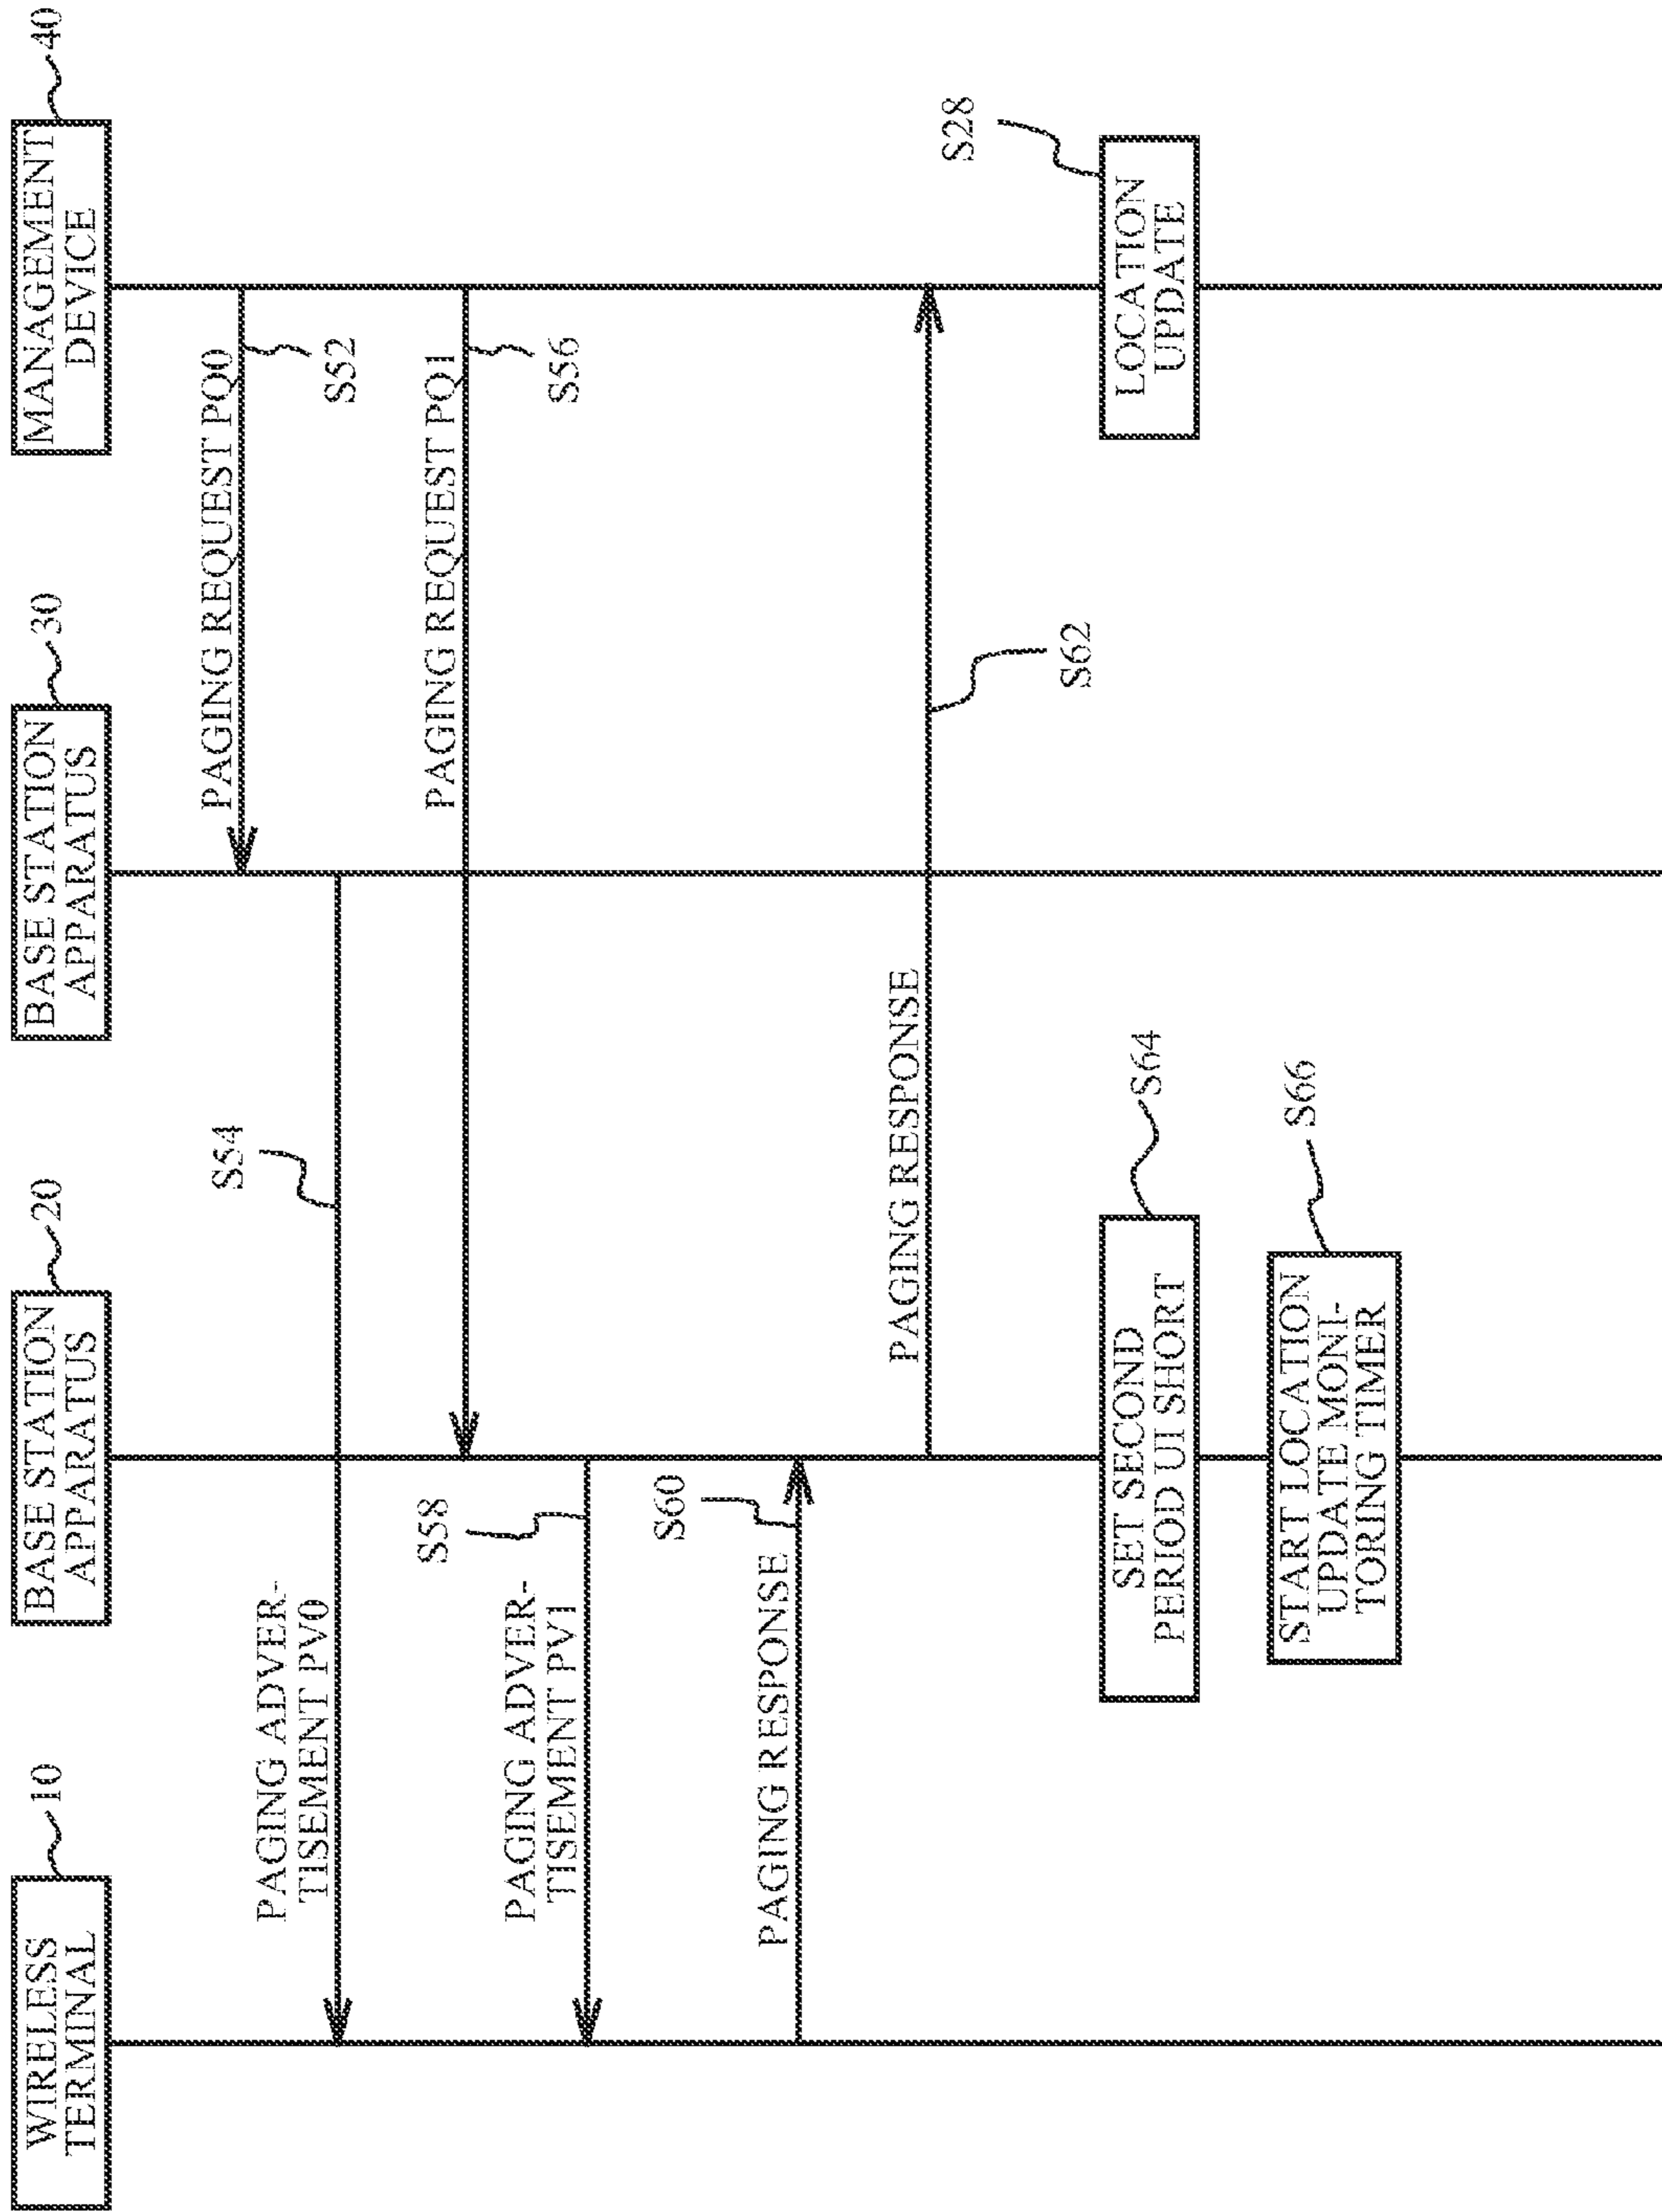 WIRELESS
TERMINAL
10
BASE STATION
APPARATUS
20
BASE STATION
APPARATUS
30
MANAGEMENT
DEVICE
40
PAGING REQUEST PQ0
S52
S54
PAGING ADVER-
TISEMENT PV0
PAGING REQUEST PQ1
S56
PAGING ADVER-
TISEMENT PV1
S58
PAGING RESPONSE
S60
PAGING RESPONSE
S62
SET SECOND
PERIOD UI SHORT
S64
LOCATION
UPDATE
S28
START LOCATION
UPDATE MONI-
TORING TIMER
S66